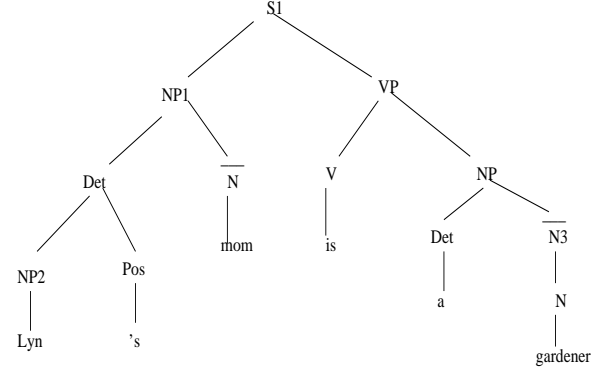 S1
NP1 VP
Det N V NP
mom is Det N3
NP2 Pos a N
Lyn 's gardener